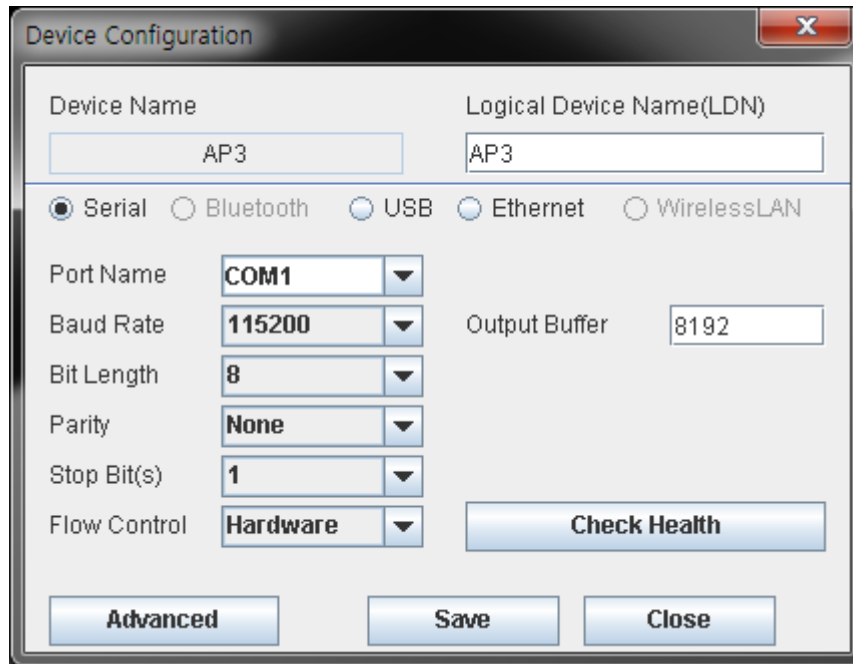 Device Configuration
Device Name Logical Device Name(LDN)
AP3 AP3
Serial Bluetooth USB Ethernet WirelessLAN
Port Name COM1
Baud Rate 115200 Output Buffer 8192
Bit Length 8
Parity None
Stop Bit(s) 1
Flow Control Hardware Check Health
Advanced Save Close